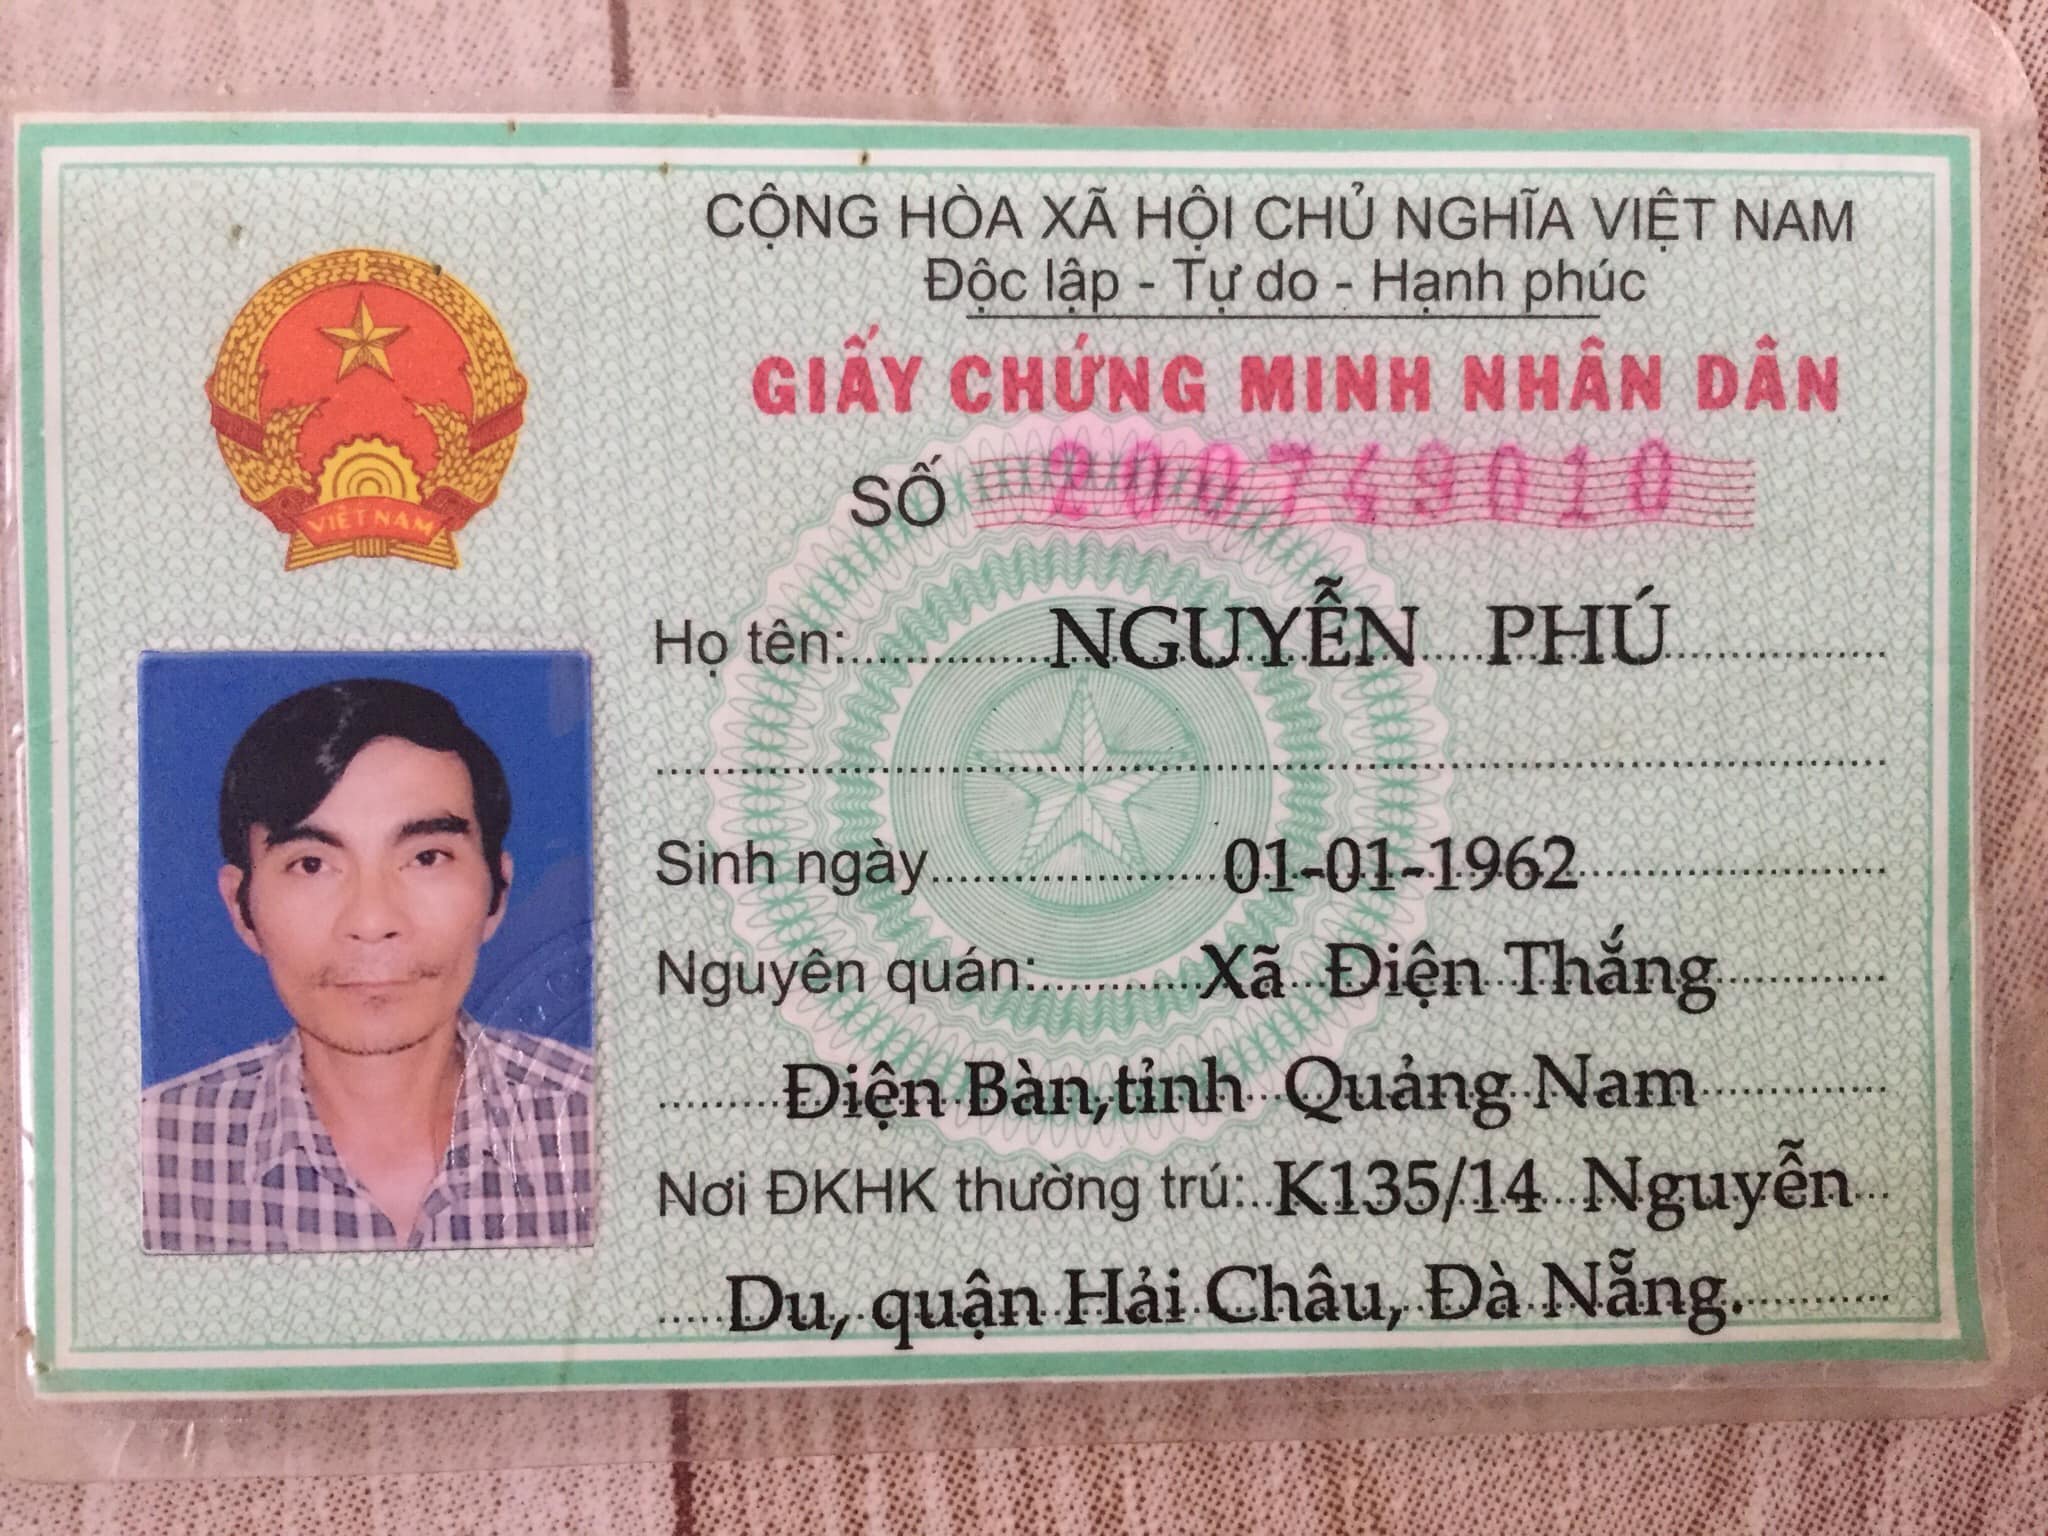 CỘNG HÒA XÃ HỘI CHỦ NGHĨA VIỆT NAM
Độc lập - Tự do - Hạnh phúc
GIẤY CHỨNG MINH NHÂN DÂN
SỐ 200749010
VIỆT NAM
Họ tên: NGUYỄN PHÚ
Sinh ngày 01-01-1962
Nguyên quán: Xã Điện Thắng
Điện Bàn,tỉnh Quảng Nam
Nơi ĐKHK thường trú: K135/14 Nguyễn
Du, quận Hải Châu, Đà Nẵng.